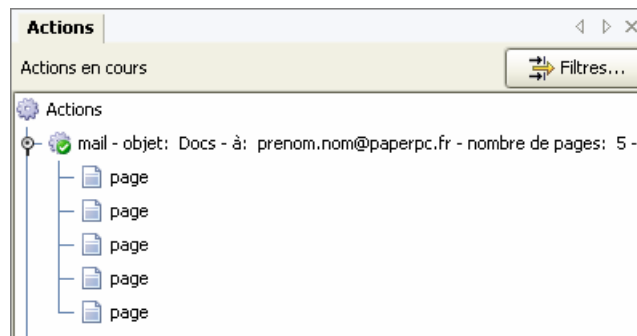 Actions
Actions en cours
Filtres...
Actions
mail - objet: Docs - à: prenom.nom@paperpc.fr - nombre de pages: 5 -
page
page
page
page
page